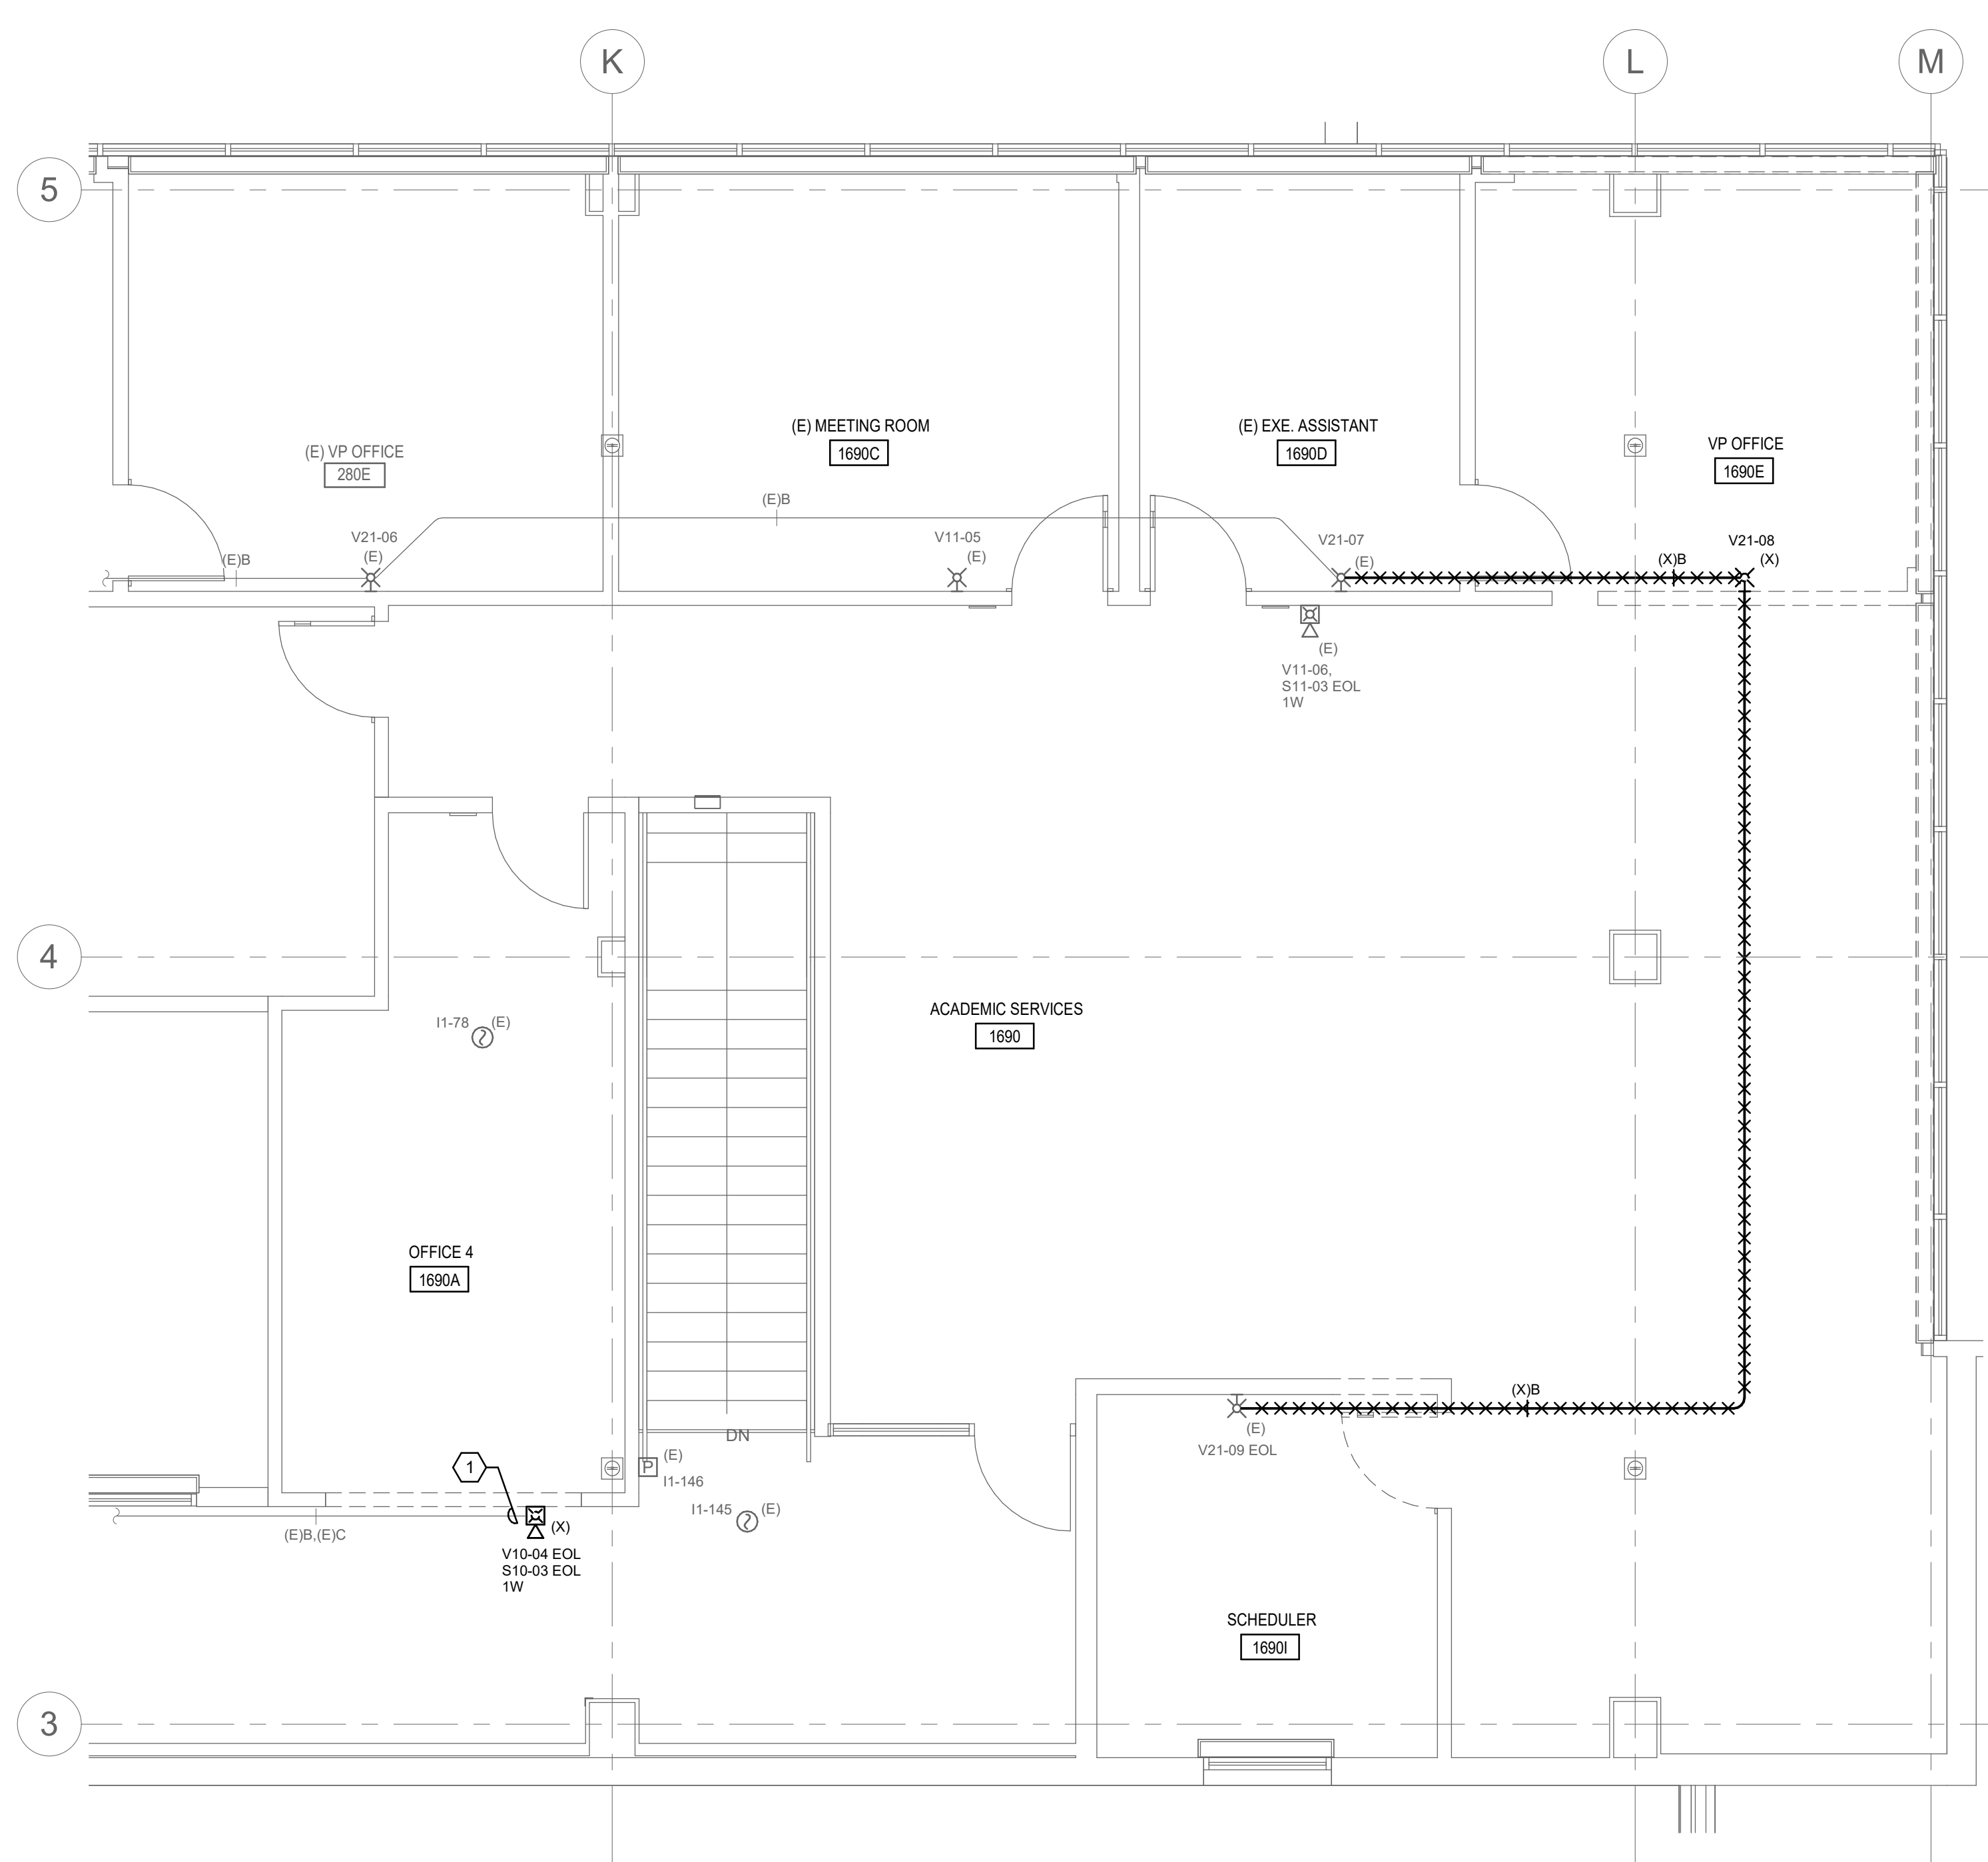 K
L
M
5
(E) VP OFFICE
280E
(E) MEETING ROOM
1690C
(E) EXE. ASSISTANT
1690D
VP OFFICE
1690E
(E)B
V21-06
(E)
(E)B
V11-05
(E)
V21-07
(E)
(X)B
V21-08
(X)
(E)
V11-06,
S11-03 EOL
1W
4
I1-78
(E)
ACADEMIC SERVICES
1690
OFFICE 4
1690A
(X)B
(E)
V21-09 EOL
DN
P
(E)
I1-146
I1-145
(E)
1
(E)B,(E)C
(X)
V10-04 EOL
S10-03 EOL
1W
SCHEDULER
1690I
3